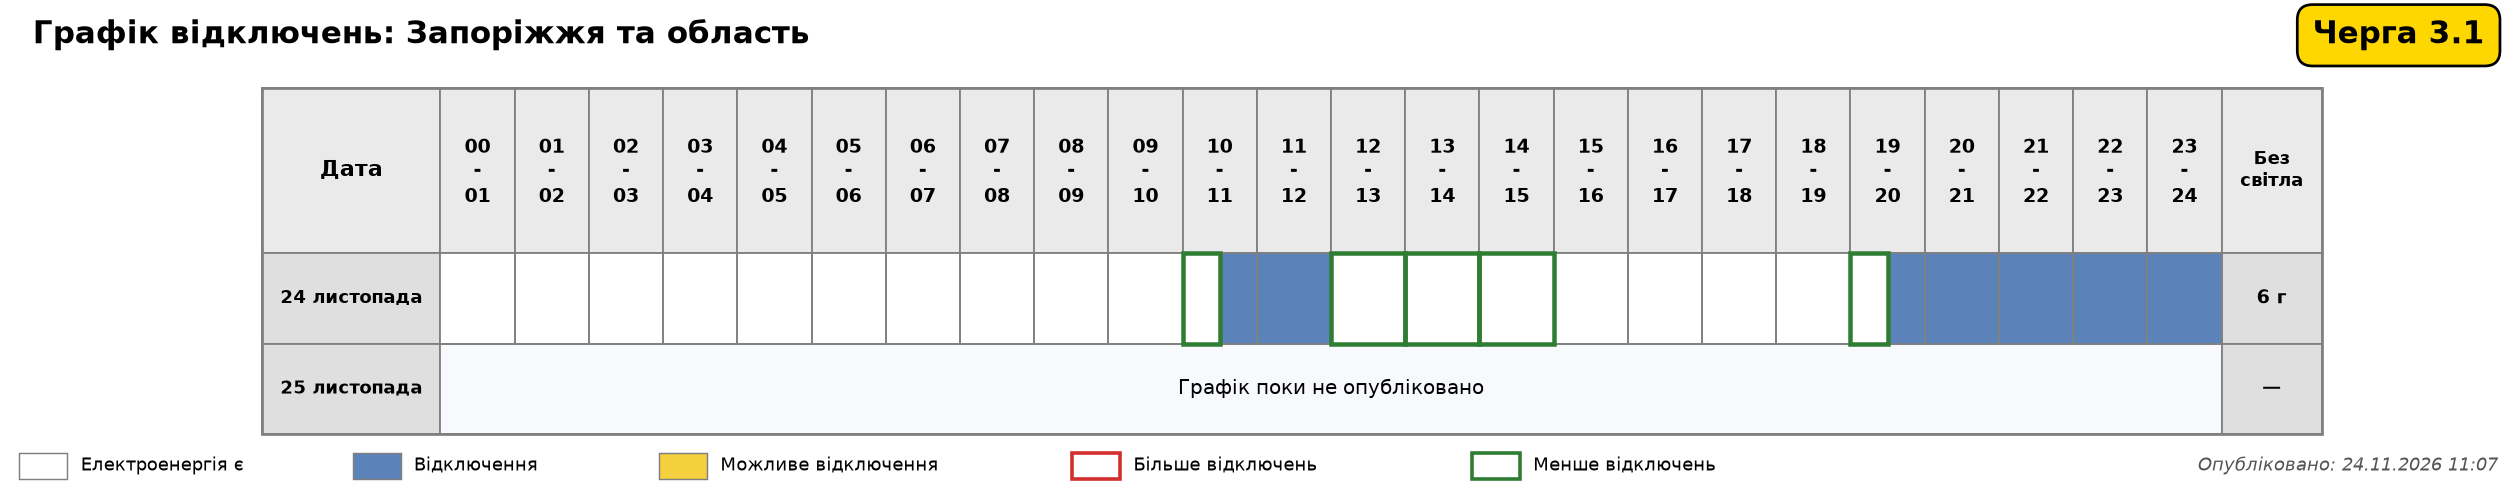 Графік відключень: Запоріжжя та область
Черга 3.1
Дата
00 - 01
01 - 02
02 - 03
03 - 04
04 - 05
05 - 06
06 - 07
07 - 08
08 - 09
09 - 10
10 - 11
11 - 12
12 - 13
13 - 14
14 - 15
15 - 16
16 - 17
17 - 18
18 - 19
19 - 20
20 - 21
21 - 22
22 - 23
23 - 24
Без
світла
24 листопада
6 г
25 листопада
Графік поки не опубліковано
—
Електроенергія є
Відключення
Можливе відключення
Більше відключень
Менше відключень
Опубліковано: 24.11.2026 11:07